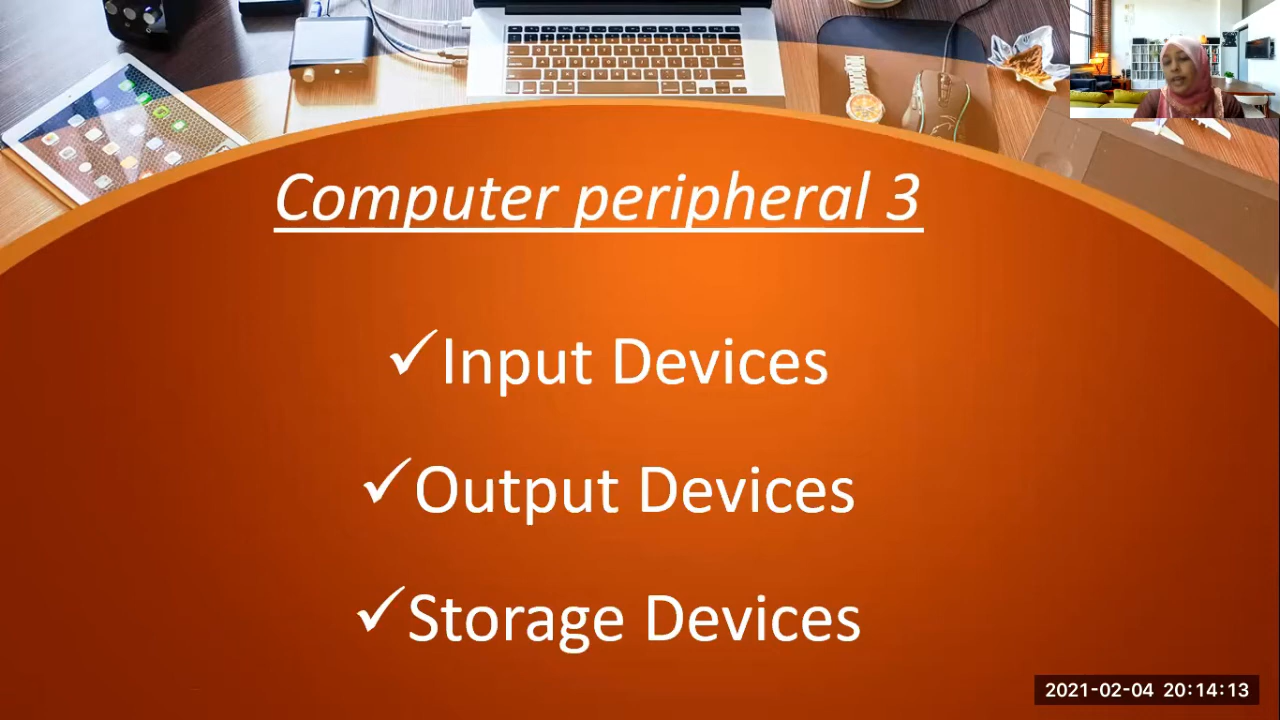 Computer peripheral 3
✓Input Devices
✓Output Devices
✓Storage Devices
2021-02-04 20:14:13